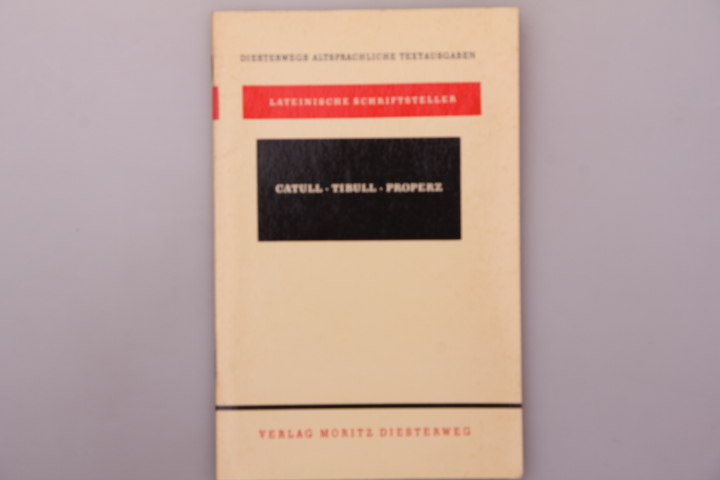 DIESTERWEGS ALTSPRACHLICHE TEXTAUSGABEN
LATEINISCHE SCHRIFTSTELLER
CATULL · TIBULL · PROPERZ
VERLAG MORITZ DIESTERWEG